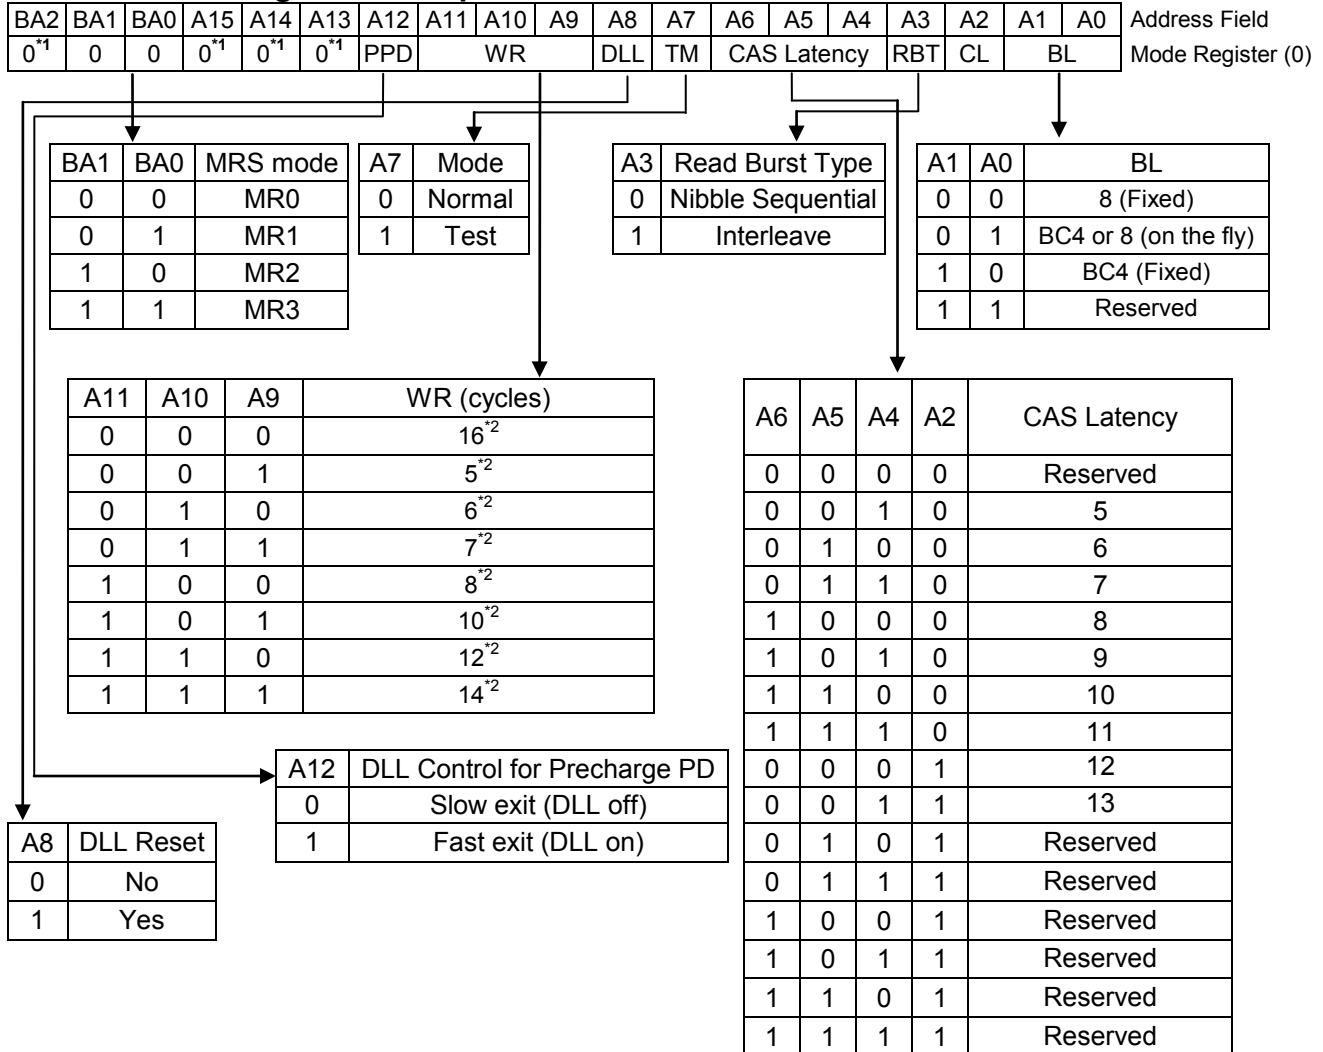 BA2 BA1 BA0 A15 A14 A13 A12 A11 A10 A9 A8 A7 A6 A5 A4 A3 A2 A1 A0 Address Field
0*1 0 0 0*1 0*1 0*1 PPD WR DLL TM CAS Latency RBT CL BL Mode Register (0)
BA1 BA0 MRS mode
0 0 MR0
0 1 MR1
1 0 MR2
1 1 MR3
A7 Mode
0 Normal
1 Test
A3 Read Burst Type
0 Nibble Sequential
1 Interleave
A1 A0 BL
0 0 8 (Fixed)
0 1 BC4 or 8 (on the fly)
1 0 BC4 (Fixed)
1 1 Reserved
A11 A10 A9 WR (cycles)
0 0 0 16*2
0 0 1 5*2
0 1 0 6*2
0 1 1 7*2
1 0 0 8*2
1 0 1 10*2
1 1 0 12*2
1 1 1 14*2
A6 A5 A4 A2 CAS Latency
0 0 0 0 Reserved
0 0 1 0 5
0 1 0 0 6
0 1 1 0 7
1 0 0 0 8
1 0 1 0 9
1 1 0 0 10
1 1 1 0 11
0 0 0 1 12
0 0 1 1 13
0 1 0 1 Reserved
0 1 1 1 Reserved
1 0 0 1 Reserved
1 0 1 1 Reserved
1 1 0 1 Reserved
1 1 1 1 Reserved
A12 DLL Control for Precharge PD
0 Slow exit (DLL off)
1 Fast exit (DLL on)
A8 DLL Reset
0 No
1 Yes